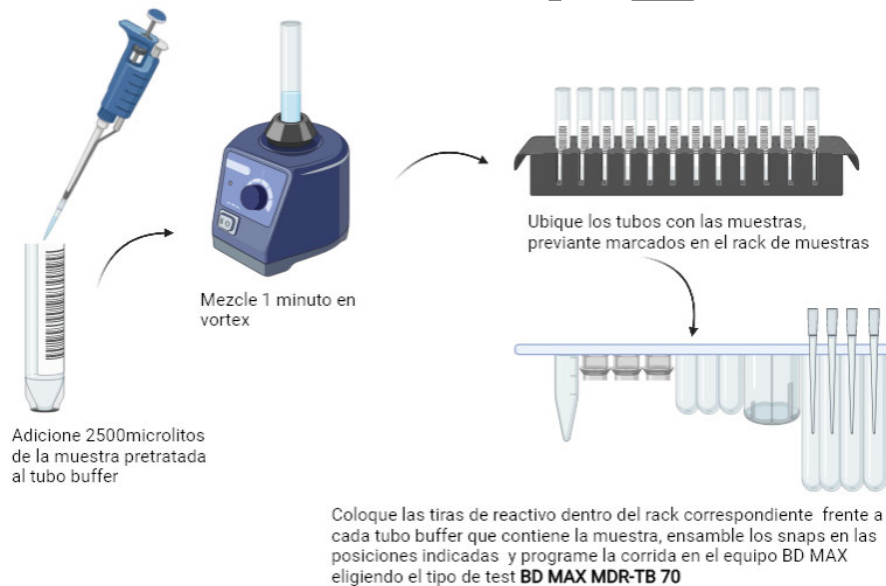 Mezcle 1 minuto en
vortex
Ubique los tubos con las muestras,
previante marcados en el rack de muestras
Adicione 2500microlitos
de la muestra pretratada
al tubo buffer
Coloque las tiras de reactivo dentro del rack correspondiente frente a
cada tubo buffer que contiene la muestra, ensamble los snaps en las
posiciones indicadas y programe la corrida en el equipo BD MAX
eligiendo el tipo de test BD MAX MDR-TB 70